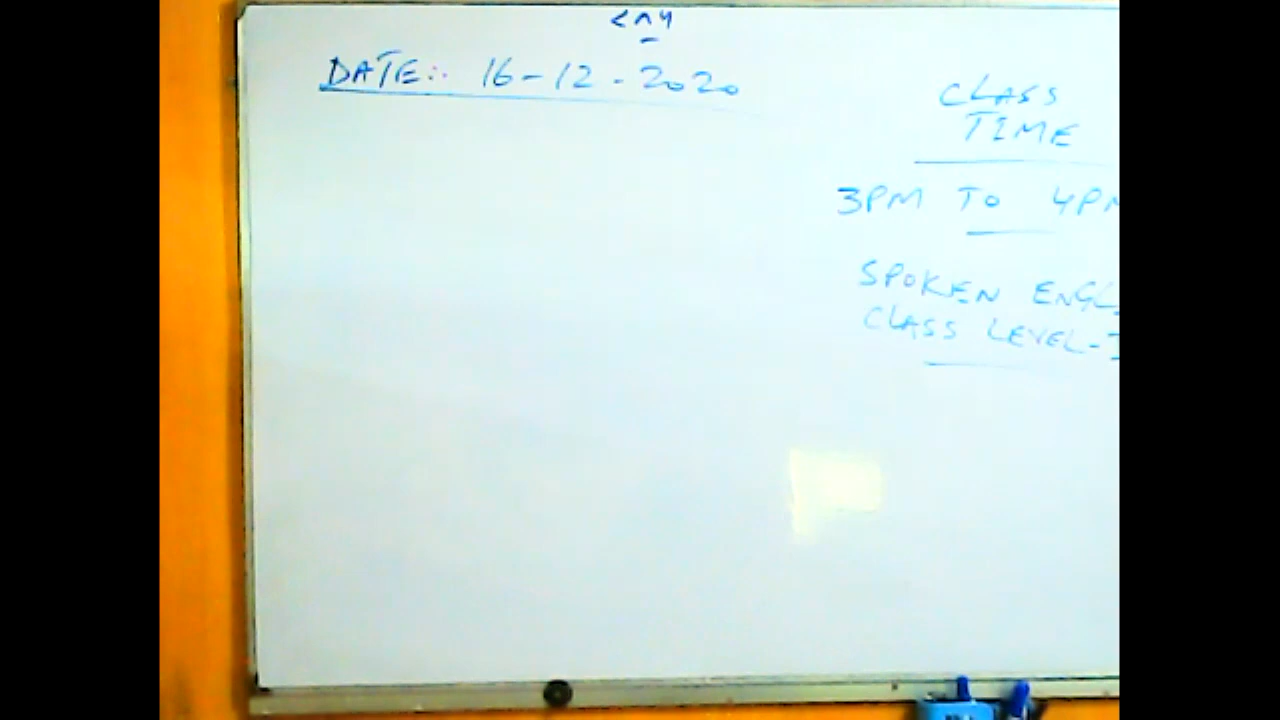 DATE:- 16-12-2020
CLASS
TIME
3PM TO 4PM
SPOKEN ENGL
CLASS LEVEL-